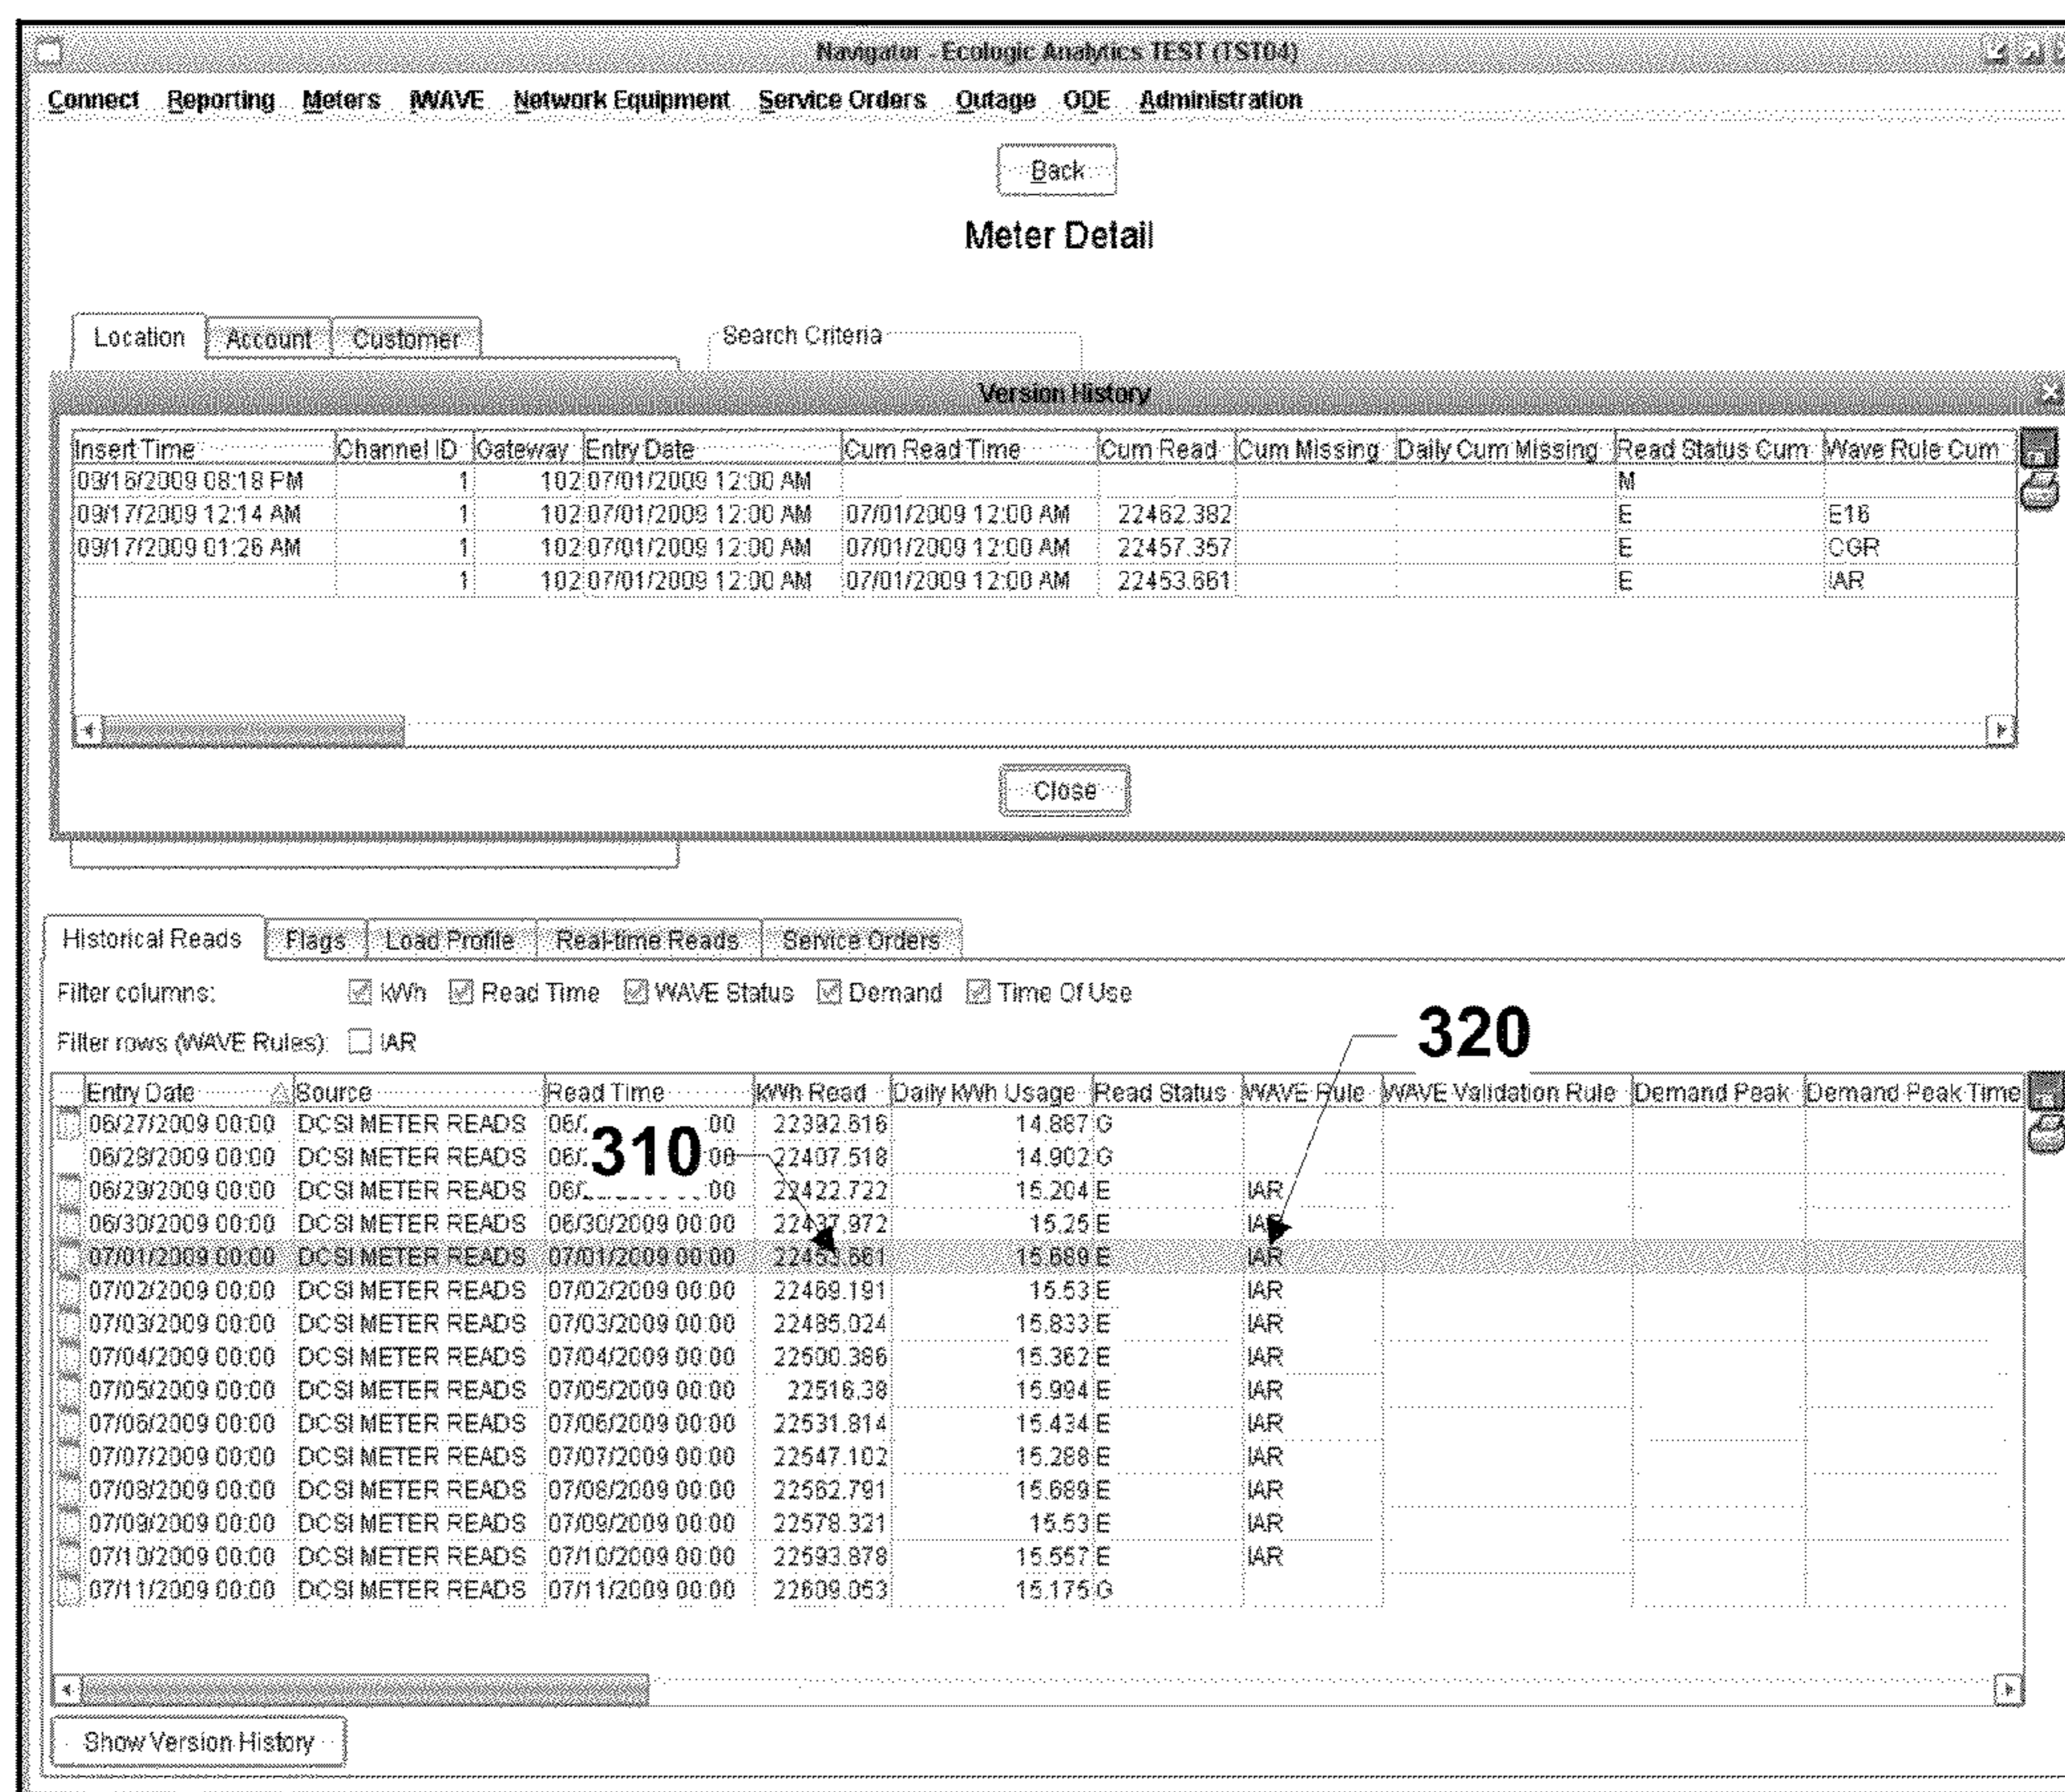 Navigator - Ecologic Analytics TEST (TST04)
Connect Reporting Meters IWAVE Network Equipment Service Orders Outage ODE Administration
Back
Meter Detail
Location Account Customer Search Criteria
Version History
Insert Time Channel ID Gateway Entry Date Cum Read Time Cum Read Cum Missing Daily Cum Missing Read Status Cum Wave Rule Cum
09/16/2009 08:18 PM 1 102 07/01/2009 12:00 AM M
09/17/2009 12:14 AM 1 102 07/01/2009 12:00 AM 07/01/2009 12:00 AM 22462.382 E E16
09/17/2009 01:26 AM 1 102 07/01/2009 12:00 AM 07/01/2009 12:00 AM 22457.357 E CGR
1 102 07/01/2009 12:00 AM 07/01/2009 12:00 AM 22453.661 E IAR
Close
Historical Reads Flags Load Profile Real-time Reads Service Orders
Filter columns: kWh Read Time WAVE Status Demand Time Of Use
320
Filter rows (WAVE Rules): IAR
Entry Date Source Read Time kWh Read Daily kWh Usage Read Status WAVE Rule WAVE Validation Rule Demand Peak Demand Peak Time
06/27/2009 00:00 DCSI METER READS 06/ :00 22392.616 14.887 G
310
06/28/2009 00:00 DCSI METER READS 06/ :00 22407.518 14.902 G
06/29/2009 00:00 DCSI METER READS 06/ :00 22422.722 15.204 E IAR
06/30/2009 00:00 DCSI METER READS 06/30/2009 00:00 22437.972 15.25 E IAR
07/01/2009 00:00 DCSI METER READS 07/01/2009 00:00 22453.661 15.689 E IAR
07/02/2009 00:00 DCSI METER READS 07/02/2009 00:00 22469.191 15.53 E IAR
07/03/2009 00:00 DCSI METER READS 07/03/2009 00:00 22485.024 15.833 E IAR
07/04/2009 00:00 DCSI METER READS 07/04/2009 00:00 22500.386 15.362 E IAR
07/05/2009 00:00 DCSI METER READS 07/05/2009 00:00 22516.38 15.994 E IAR
07/06/2009 00:00 DCSI METER READS 07/06/2009 00:00 22531.814 15.434 E IAR
07/07/2009 00:00 DCSI METER READS 07/07/2009 00:00 22547.102 15.288 E IAR
07/08/2009 00:00 DCSI METER READS 07/08/2009 00:00 22562.791 15.689 E IAR
07/09/2009 00:00 DCSI METER READS 07/09/2009 00:00 22578.321 15.53 E IAR
07/10/2009 00:00 DCSI METER READS 07/10/2009 00:00 22593.878 15.557 E IAR
07/11/2009 00:00 DCSI METER READS 07/11/2009 00:00 22609.053 15.175 G
Show Version History